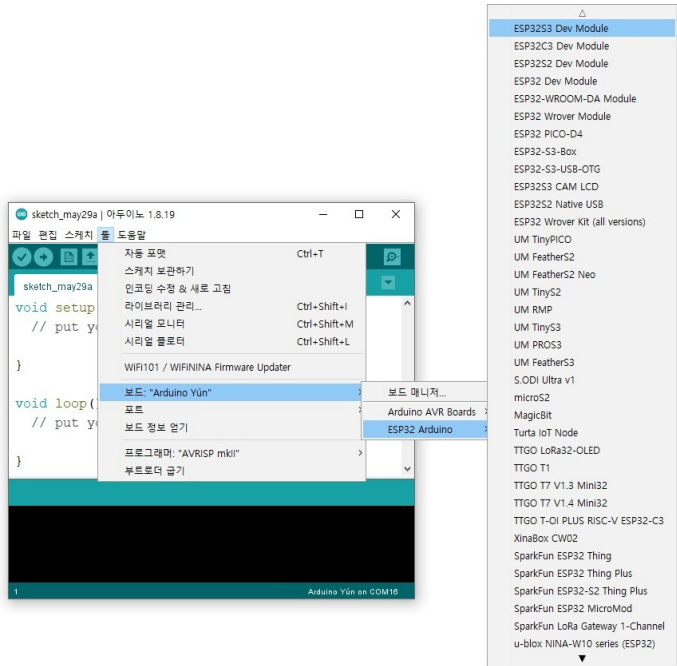 sketch_may29a | 아두이노 1.8.19
파일 편집 스케치 툴 도움말
sketch_may29a
void setup
// put yo
}
void loop(
// put yo
}
자동 포맷 Ctrl+T
스케치 보관하기
인코딩 수정 & 새로 고침
라이브러리 관리... Ctrl+Shift+I
시리얼 모니터 Ctrl+Shift+M
시리얼 플로터 Ctrl+Shift+L
WiFi101 / WiFiNINA Firmware Updater
보드: "Arduino Yún"
포트
보드 정보 얻기
프로그래머: "AVRISP mkII"
부트로더 굽기
보드 매니저...
Arduino AVR Boards
ESP32 Arduino
1 Arduino Yún on COM16
ESP32S3 Dev Module
ESP32C3 Dev Module
ESP32S2 Dev Module
ESP32 Dev Module
ESP32-WROOM-DA Module
ESP32 Wrover Module
ESP32 PICO-D4
ESP32-S3-Box
ESP32-S3-USB-OTG
ESP32S3 CAM LCD
ESP32S2 Native USB
ESP32 Wrover Kit (all versions)
UM TinyPICO
UM FeatherS2
UM FeatherS2 Neo
UM TinyS2
UM RMP
UM TinyS3
UM PROS3
UM FeatherS3
S.ODI Ultra v1
microS2
MagicBit
Turta IoT Node
TTGO LoRa32-OLED
TTGO T1
TTGO T7 V1.3 Mini32
TTGO T7 V1.4 Mini32
TTGO T-OI PLUS RISC-V ESP32-C3
XinaBox CW02
SparkFun ESP32 Thing
SparkFun ESP32 Thing Plus
SparkFun ESP32-S2 Thing Plus
SparkFun ESP32 MicroMod
SparkFun LoRa Gateway 1-Channel
u-blox NINA-W10 series (ESP32)